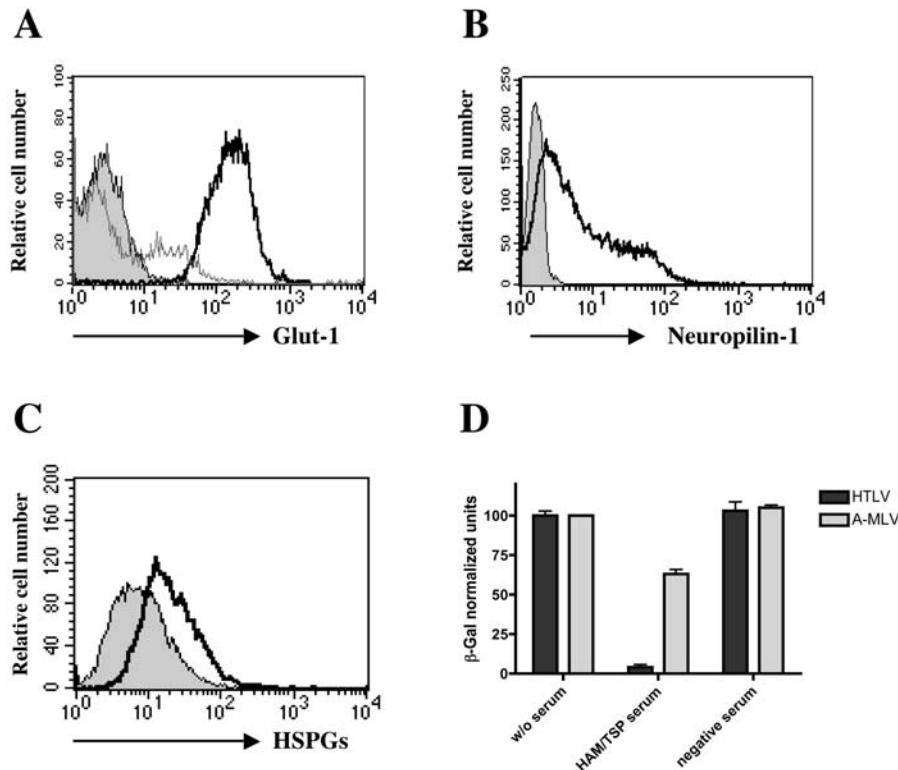 A
Relative cell number
100
80
60
40
20
0
10^0 10^1 10^2 10^3 10^4
Glut-1
B
Relative cell number
250
200
150
100
50
0
10^0 10^1 10^2 10^3 10^4
Neuropilin-1
C
Relative cell number
200
160
120
80
40
0
10^0 10^1 10^2 10^3 10^4
HSPGs
D
β-Gal normalized units
100
75
50
25
0
w/o serum
HAM/TSP serum
negative serum
HTLV
A-MLV